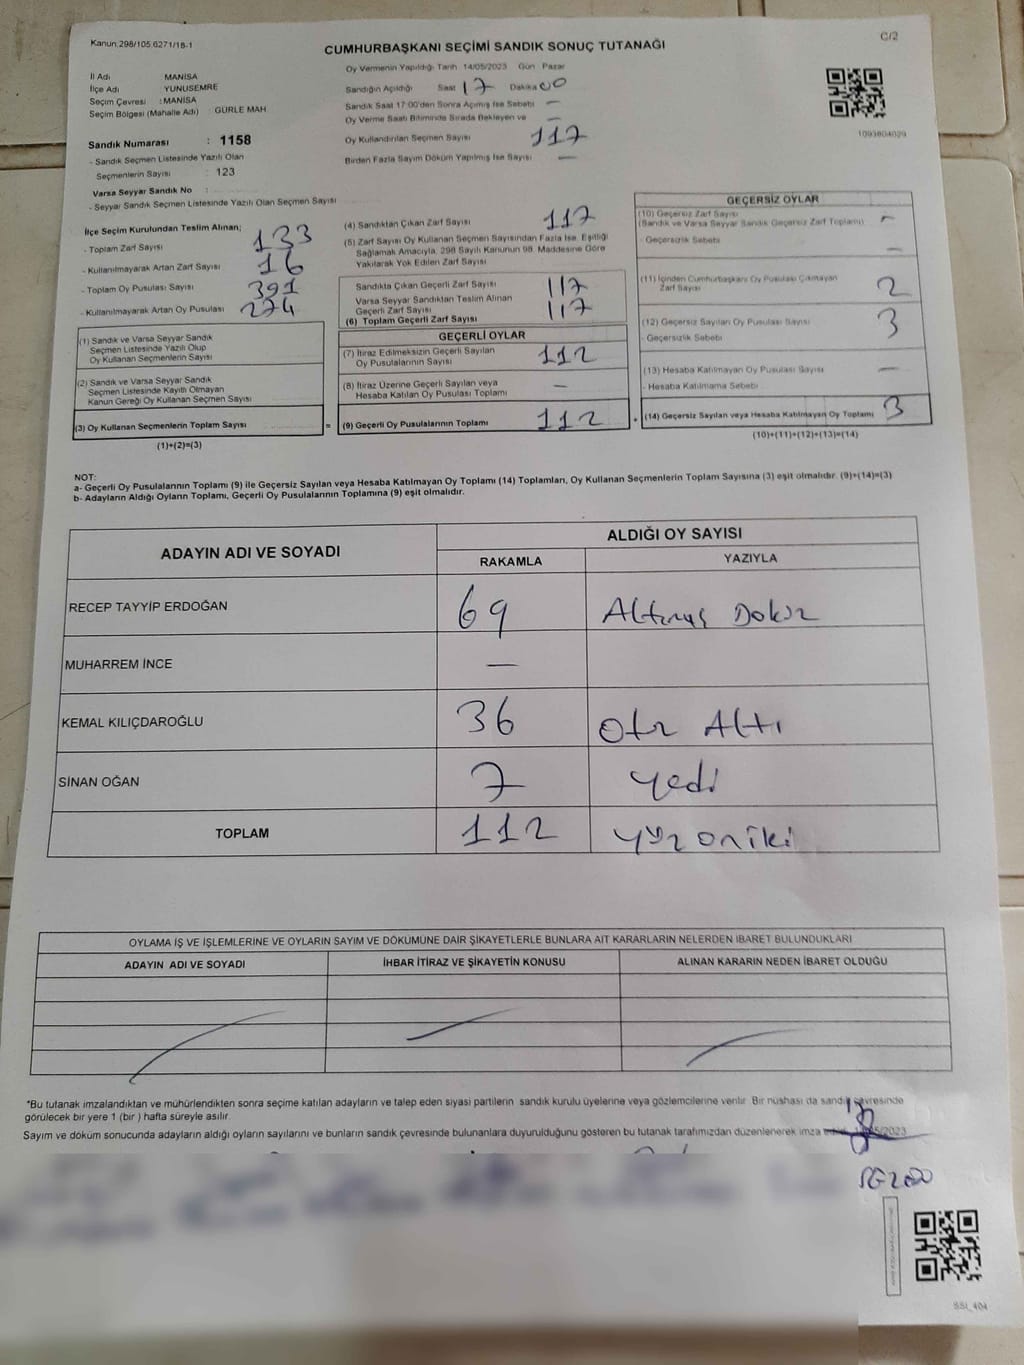 Kanun.298/105.6271/18-1
CUMHURBAŞKANI SEÇİMİ SANDIK SONUÇ TUTANAĞI
C/2
İl Adı MANİSA
İlçe Adı YUNUSEMRE
Seçim Çevresi : MANİSA
Seçim Bölgesi (Mahalle Adı) GÜRLE MAH
Sandık Numarası : 1158
- Sandık Seçmen Listesinde Yazılı Olan
Seçmenlerin Sayısı : 123
Varsa Seyyar Sandık No :
- Seyyar Sandık Seçmen Listesinde Yazılı Olan Seçmen Sayısı
Oy Vermenin Yapıldığı Tarih 14/05/2023 Gün Pazar
Sandığın Açıldığı Saat 17 Dakika 00
Sandık Saat 17:00'den Sonra Açımış İse Sebebi —
Oy Verme Saati Bitiminde Sırada Bekleyen ve —
Oy Kullandırılan Seçmen Sayısı 117
Birden Fazla Sayım Döküm Yapılmış İse Sayısı —
1093804029
İlçe Seçim Kurulundan Teslim Alınan;
- Toplam Zarf Sayısı 133
- Kullanılmayarak Artan Zarf Sayısı 16
- Toplam Oy Pusulası Sayısı 391
- Kullanılmayarak Artan Oy Pusulası 274
(1) Sandık ve Varsa Seyyar Sandık
Seçmen Listesinde Yazılı Olup
Oy Kullanan Seçmenlerin Sayısı
(2) Sandık ve Varsa Seyyar Sandık
Seçmen Listesinde Kayıtlı Olmayan
Kanun Gereği Oy Kullanan Seçmen Sayısı
(3) Oy Kullanan Seçmenlerin Toplam Sayısı =
(1)+(2)=(3)
(4) Sandıktan Çıkan Zarf Sayısı 117
(5) Zarf Sayısı Oy Kullanan Seçmen Sayısından Fazla İse, Eşitliği
Sağlamak Amacıyla, 298 Sayılı Kanunun 98. Maddesine Göre
Yakılarak Yok Edilen Zarf Sayısı
Sandıkta Çıkan Geçerli Zarf Sayısı 117
Varsa Seyyar Sandıktan Teslim Alınan
Geçerli Zarf Sayısı 117
(6) Toplam Geçerli Zarf Sayısı
GEÇERLİ OYLAR
(7) İtiraz Edilmeksizin Geçerli Sayılan
Oy Pusulalarının Sayısı 112
(8) İtiraz Üzerine Geçerli Sayılan veya
Hesaba Katılan Oy Pusulası Toplamı —
(9) Geçerli Oy Pusulalarının Toplamı 112 +
GEÇERSİZ OYLAR
(10) Geçersiz Zarf Sayısı
(Sandık ve Varsa Seyyar Sandık Geçersiz Zarf Toplamı) —
- Geçersizlik Sebebi —
(11) İçinden Cumhurbaşkanı Oy Pusulası Çıkmayan
Zarf Sayısı 2
(12) Geçersiz Sayılan Oy Pusulası Sayısı 3
- Geçersizlik Sebebi
(13) Hesaba Katılmayan Oy Pusulası Sayısı —
- Hesaba Katılmama Sebebi
(14) Geçersiz Sayılan veya Hesaba Katılmayan Oy Toplamı 3
(10)+(11)+(12)+(13)=(14)
NOT:
a- Geçerli Oy Pusulalarının Toplamı (9) ile Geçersiz Sayılan veya Hesaba Katılmayan Oy Toplamı (14) Toplamları, Oy Kullanan Seçmenlerin Toplam Sayısına (3) eşit olmalıdır. (9)+(14)=(3)
b- Adayların Aldığı Oyların Toplamı, Geçerli Oy Pusulalarının Toplamına (9) eşit olmalıdır.
ADAYIN ADI VE SOYADI
ALDIĞI OY SAYISI
RAKAMLA YAZIYLA
RECEP TAYYİP ERDOĞAN 69 Altmış Dokuz
MUHARREM İNCE —
KEMAL KILIÇDAROĞLU 36 Otz Altı
SİNAN OĞAN 7 yedi
TOPLAM 112 yüz oniki
OYLAMA İŞ VE İŞLEMLERİNE VE OYLARIN SAYIM VE DÖKÜMÜNE DAİR ŞİKAYETLERLE BUNLARA AİT KARARLARIN NELERDEN İBARET BULUNDUKLARI
ADAYIN ADI VE SOYADI İHBAR İTİRAZ VE ŞİKAYETİN KONUSU ALINAN KARARIN NEDEN İBARET OLDUĞU
*Bu tutanak imzalandıktan ve mühürlendikten sonra seçime katılan adayların ve talep eden siyasi partilerin sandık kurulu üyelerine veya gözlemcilerine verilir. Bir nüshası da sandık çevresinde
görülecek bir yere 1 (bir ) hafta süreyle asılır.
Sayım ve döküm sonucunda adayların aldığı oyların sayılarını ve bunların sandık çevresinde bulunanlara duyurulduğunu gösteren bu tutanak tarafımızdan düzenlenerek imza
SSI_404